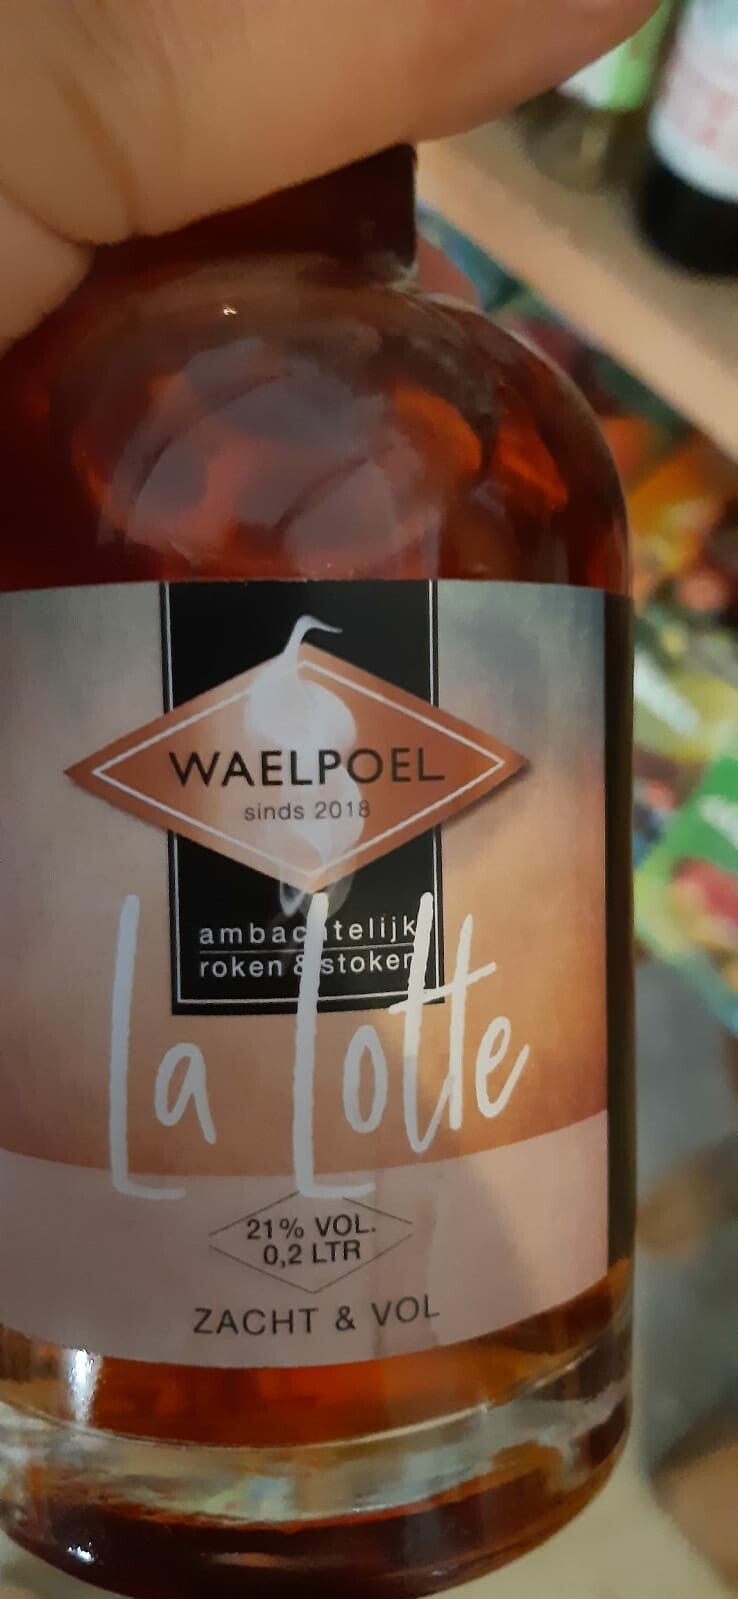 WAELPOEL
sinds 2018
ambachtelijk
roken & stoken
La Lotte
21% VOL.
0,2 LTR
ZACHT & VOL